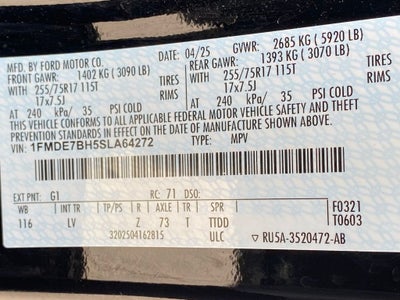 MFD. BY FORD MOTOR CO.
DATE: 04/25 GVWR: 2685 KG ( 5920 LB)
FRONT GAWR: 1402 KG ( 3090 LB) REAR GAWR: 1393 KG ( 3070 LB)
WITH 255/75R17 115T TIRES WITH 255/75R17 115T TIRES
17x7.5J RIMS 17x7.5J RIMS
AT 240 kPa/ 35 PSI COLD AT 240 kPa/ 35 PSI COLD
THIS VEHICLE CONFORMS TO ALL APPLICABLE FEDERAL MOTOR VEHICLE SAFETY AND THEFT
PREVENTION STANDARDS IN EFFECT ON THE DATE OF MANUFACTURE SHOWN ABOVE.
VIN: 1FMDE7BH5SLA64272 TYPE: MPV
EXT PNT: G1 RC: 71 DSO: F0321
WB INT TR TP/PS R AXLE TR SPR T0603
116 LV Z 73 T TTDD
320250416281S ULC RU5A-3520472-AB